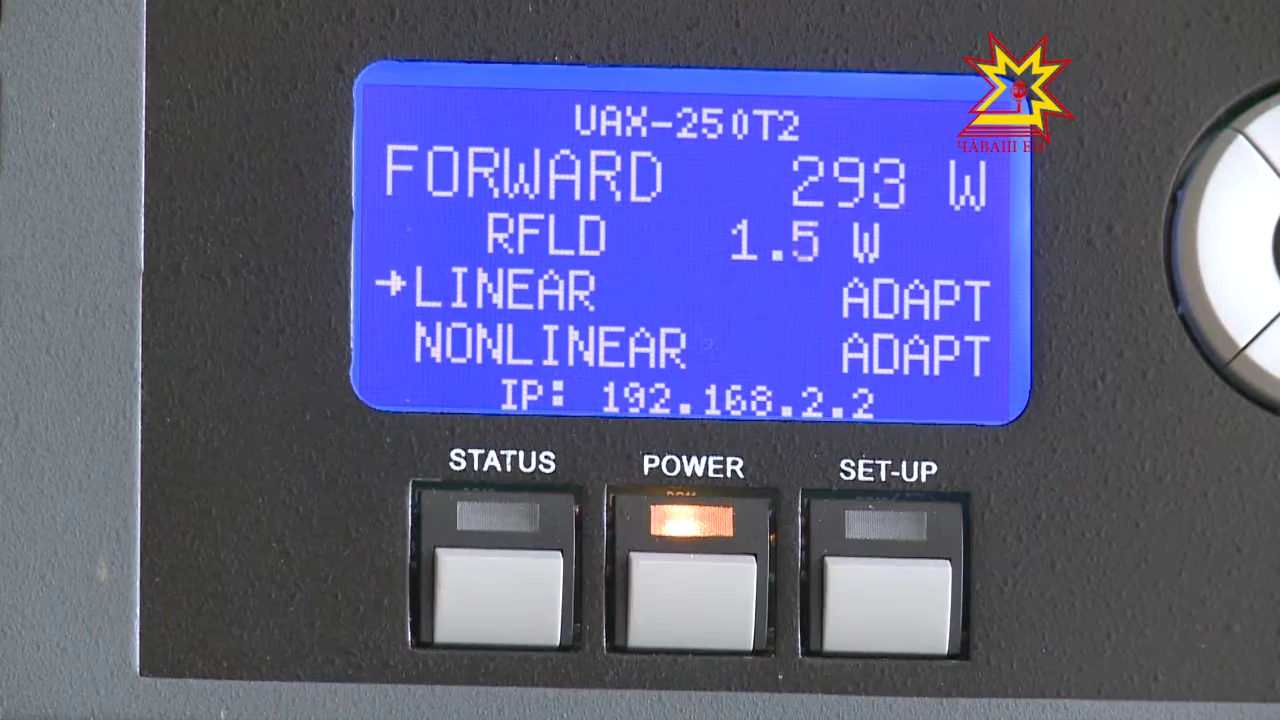 UAX-250T2
ЧӐВАШ ЕН
FORWARD 293 W
RFLD 1.5 W
→LINEAR ADAPT
NONLINEAR ADAPT
IP: 192.168.2.2
STATUS POWER SET-UP